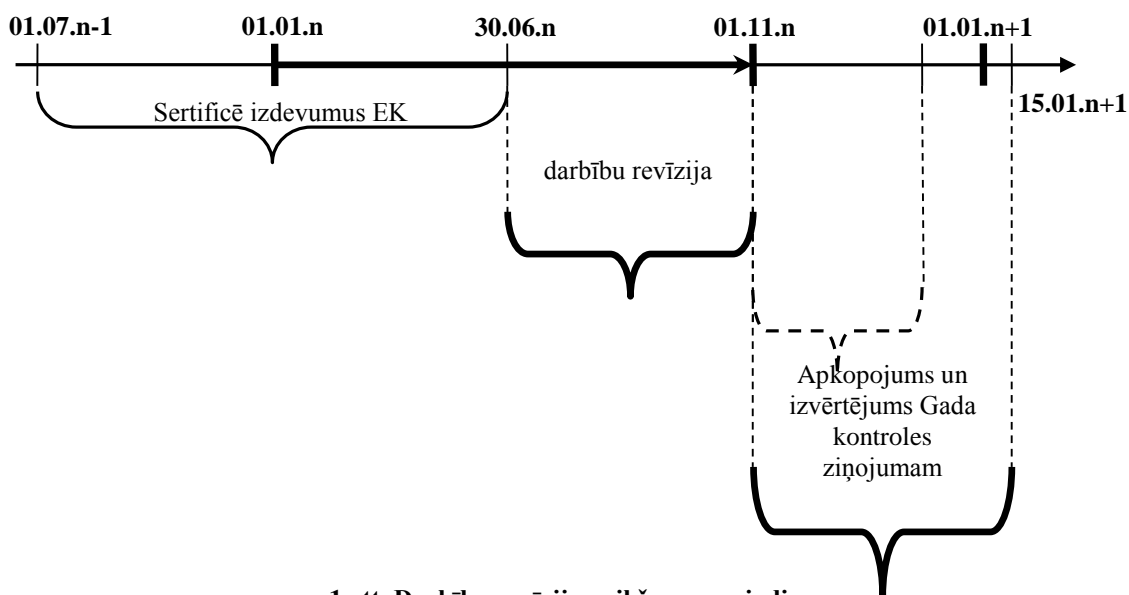 01.07.n-1 01.01.n 30.06.n 01.11.n 01.01.n+1
15.01.n+1
Sertificē izdevumus EK
darbību revīzija
Apkopojums un
izvērtējums Gada
kontroles
ziņojumam